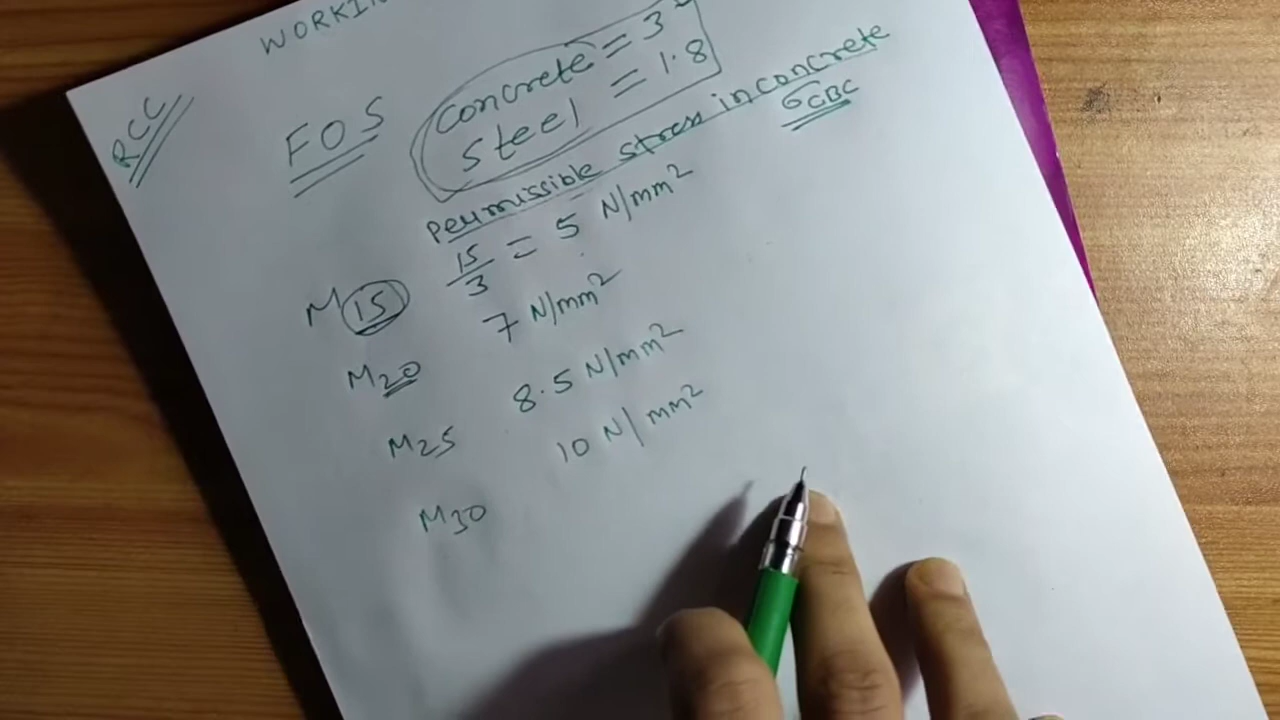 WORKIN
RCC
FOS
concrete = 3
steel = 1.8
Permissible stress in concrete
σCBC
M15 15/3 = 5 N/mm²
M20 7 N/mm²
M25 8.5 N/mm²
M30 10 N/mm²